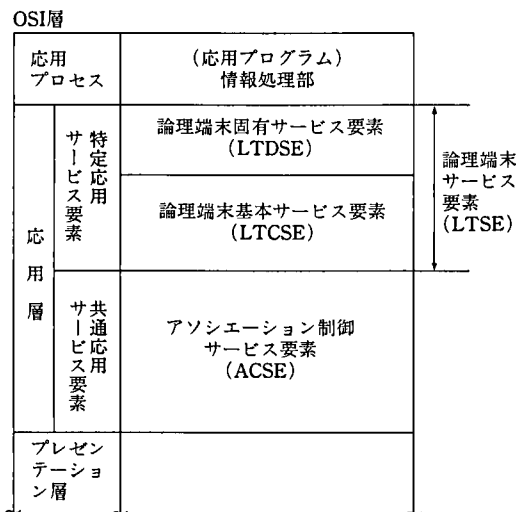 OSI層
応用
プロセス
(応用プログラム)
情報処理部
応用層
特定応用
サービス要素
論理端末固有サービス要素
(LTDSE)
論理端末基本サービス要素
(LTCSE)
論理端末
サービス
要素
(LTSE)
共通応用
サービス要素
アソシエーション制御
サービス要素
(ACSE)
プレゼン
テーショ
ン層